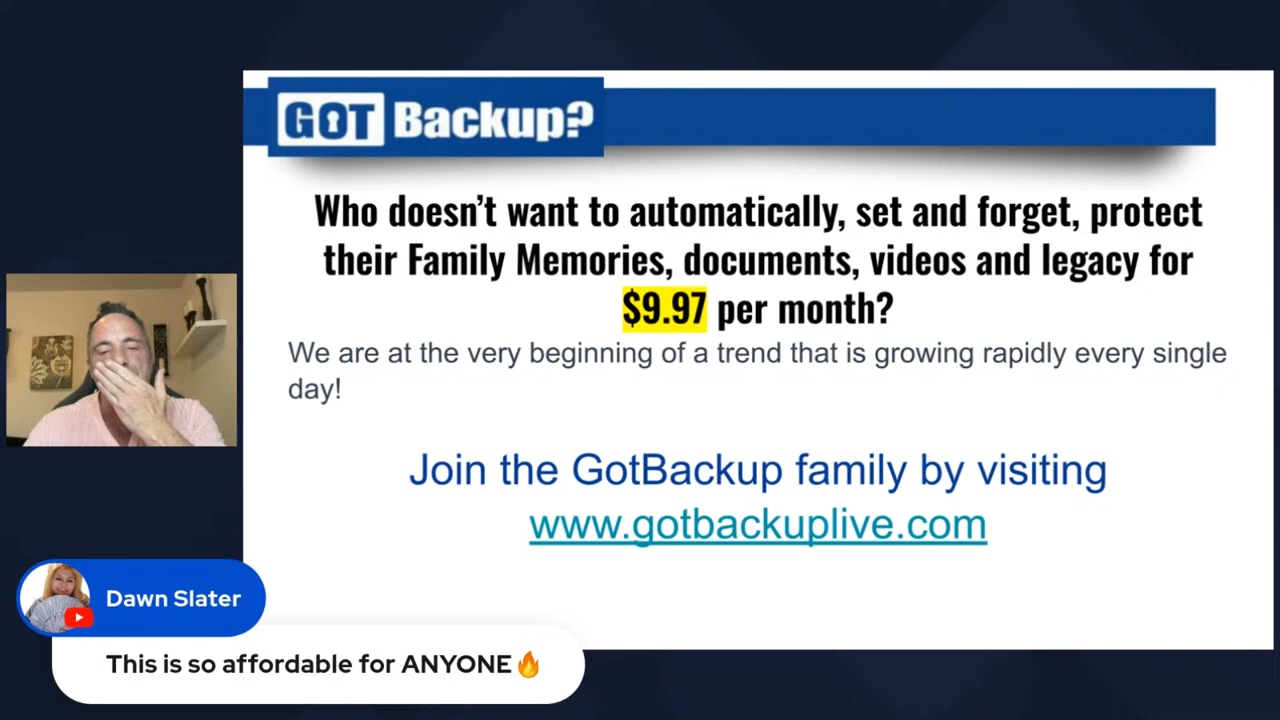 GOT Backup?
Who doesn't want to automatically, set and forget, protect
their Family Memories, documents, videos and legacy for
$9.97 per month?
We are at the very beginning of a trend that is growing rapidly every single
day!
Join the GotBackup family by visiting
www.gotbackuplive.com
Dawn Slater
This is so affordable for ANYONE🔥